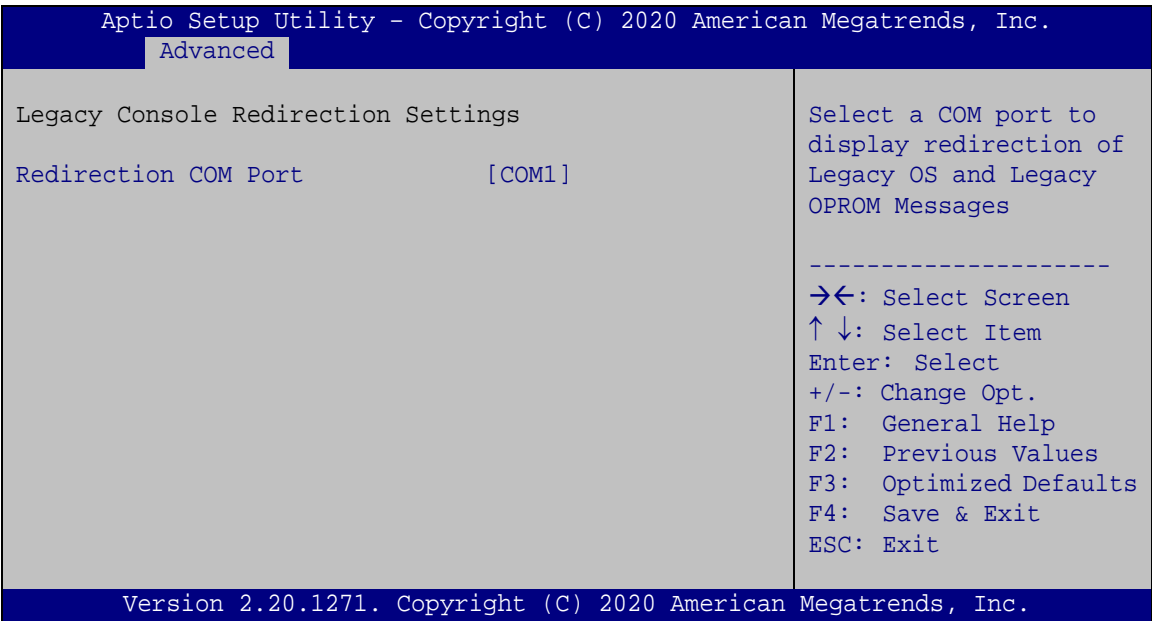 Aptio Setup Utility – Copyright (C) 2020 American Megatrends, Inc.
Advanced
Legacy Console Redirection Settings
Redirection COM Port [COM1]
Select a COM port to
display redirection of
Legacy OS and Legacy
OPROM Messages
---------------------
→←: Select Screen
↑ ↓: Select Item
Enter: Select
+/-: Change Opt.
F1: General Help
F2: Previous Values
F3: Optimized Defaults
F4: Save & Exit
ESC: Exit
Version 2.20.1271. Copyright (C) 2020 American Megatrends, Inc.